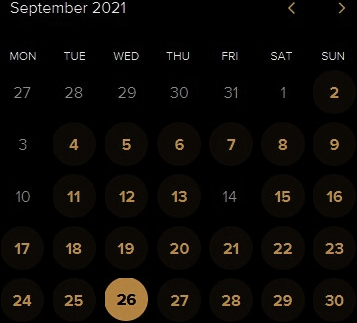 September 2021
MON TUE WED THU FRI SAT SUN
27 28 29 30 31 1 2
3 4 5 6 7 8 9
10 11 12 13 14 15 16
17 18 19 20 21 22 23
24 25 26 27 28 29 30